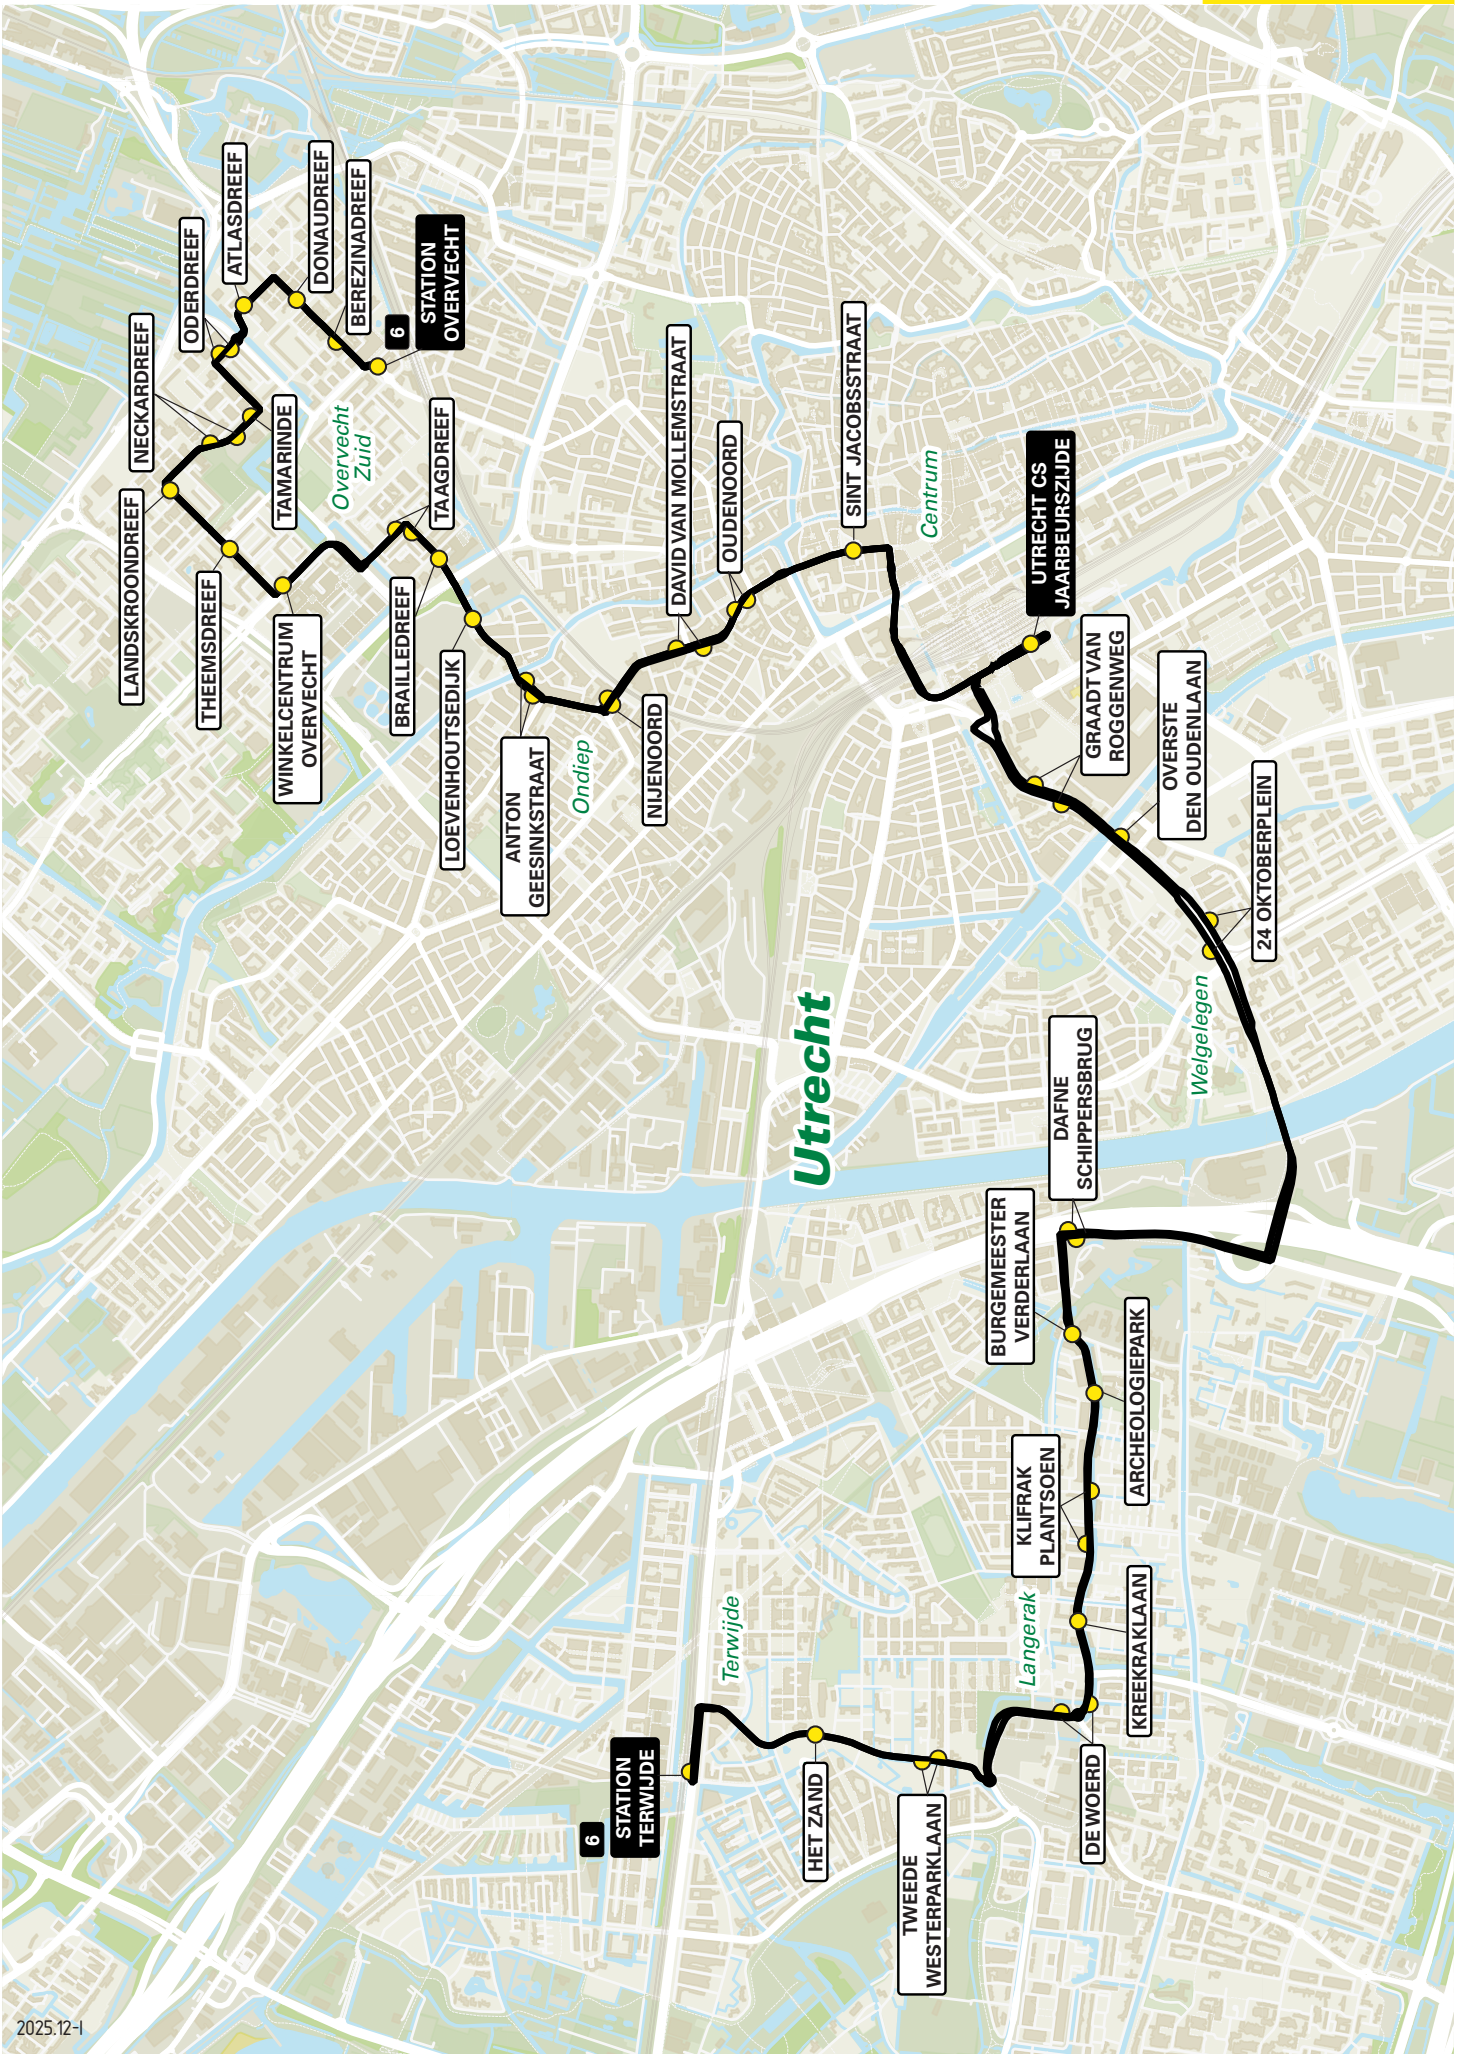 LANDSKROONDREEF
NECKARDREEF
ODERDREEF
ATLASDREEF
DONAUDREEF
BEREZINADREEF
6
STATION
OVERVECHT
TAMARINDE
THEEMSDREEF
WINKELCENTRUM
OVERVECHT
Overvecht
Zuid
TAAGDREEF
BRAILLEDREEF
LOEVENHOUTSEDIJK
ANTON
GEESINKSTRAAT
Ondiep
NIJENOORD
DAVID VAN MOLLEMSTRAAT
OUDENOORD
SINT JACOBSSTRAAT
Centrum
UTRECHT CS
JAARBEURSZIJDE
GRAADT VAN
ROGGENWEG
OVERSTE
DEN OUDENLAAN
24 OKTOBERPLEIN
Welgelegen
Utrecht
DAFNE
SCHIPPERSBRUG
BURGEMEESTER
VERDERLAAN
ARCHEOLOGIEPARK
KLIFRAK
PLANTSOEN
KREEKRAKLAAN
Langerak
DE WOERD
TWEEDE
WESTERPARKLAAN
HET ZAND
Terwijde
6
STATION
TERWIJDE
2025.12-I